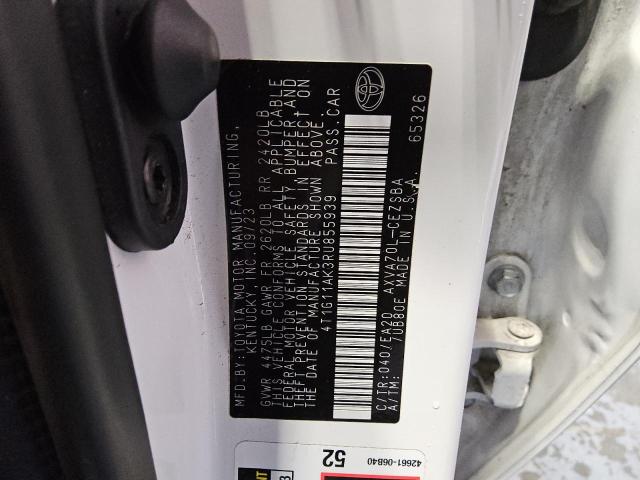 MFD.BY:TOYOTA MOTOR MANUFACTURING,
KENTUCKY, INC. 09/23
GVWR 4475LB GAWR FR 2620LB RR 2420LB
THIS VEHICLE CONFORMS TO ALL APPLICABLE
FEDERAL MOTOR VEHICLE SAFETY, BUMPER AND
THEFT PREVENTION STANDARDS IN EFFECT ON
THE DATE OF MANUFACTURE SHOWN ABOVE.
4T1G11AK3RU855939 PASS.CAR
C/TR:040/EA20 AXVA70L-CEZSBA
A/TM: /UB80E MADE IN U.S.A. 65326
52
42661-06B40